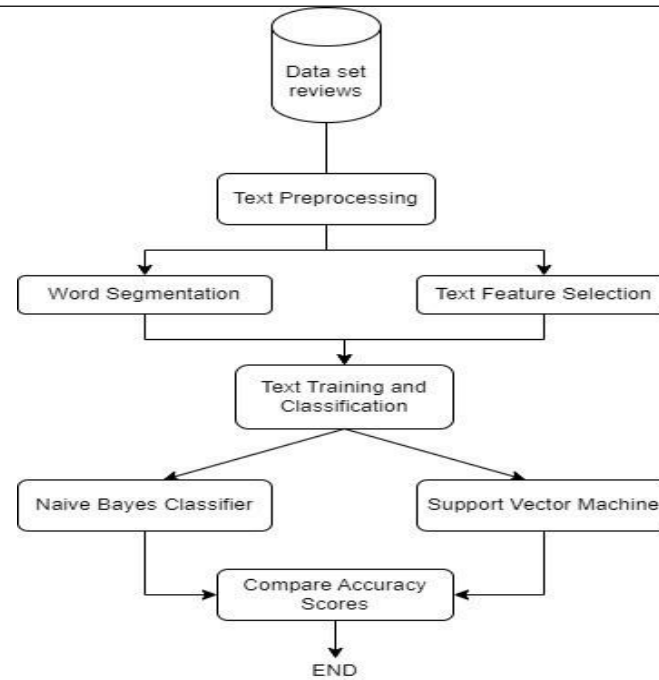 Data set
reviews
Text Preprocessing
Word Segmentation
Text Feature Selection
Text Training and
Classification
Naive Bayes Classifier
Support Vector Machine
Compare Accuracy
Scores
END